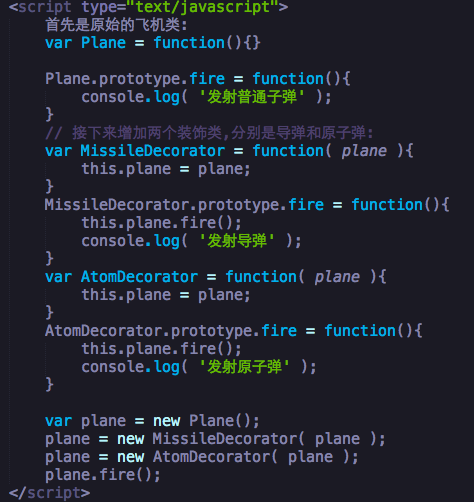 <script type="text/javascript">
首先是原始的飞机类:
var Plane = function(){}
Plane.prototype.fire = function(){
console.log( '发射普通子弹' );
}
// 接下来增加两个装饰类,分别是导弹和原子弹:
var MissileDecorator = function( plane ){
this.plane = plane;
}
MissileDecorator.prototype.fire = function(){
this.plane.fire();
console.log( '发射导弹' );
}
var AtomDecorator = function( plane ){
this.plane = plane;
}
AtomDecorator.prototype.fire = function(){
this.plane.fire();
console.log( '发射原子弹' );
}
var plane = new Plane();
plane = new MissileDecorator( plane );
plane = new AtomDecorator( plane );
plane.fire();
</script>